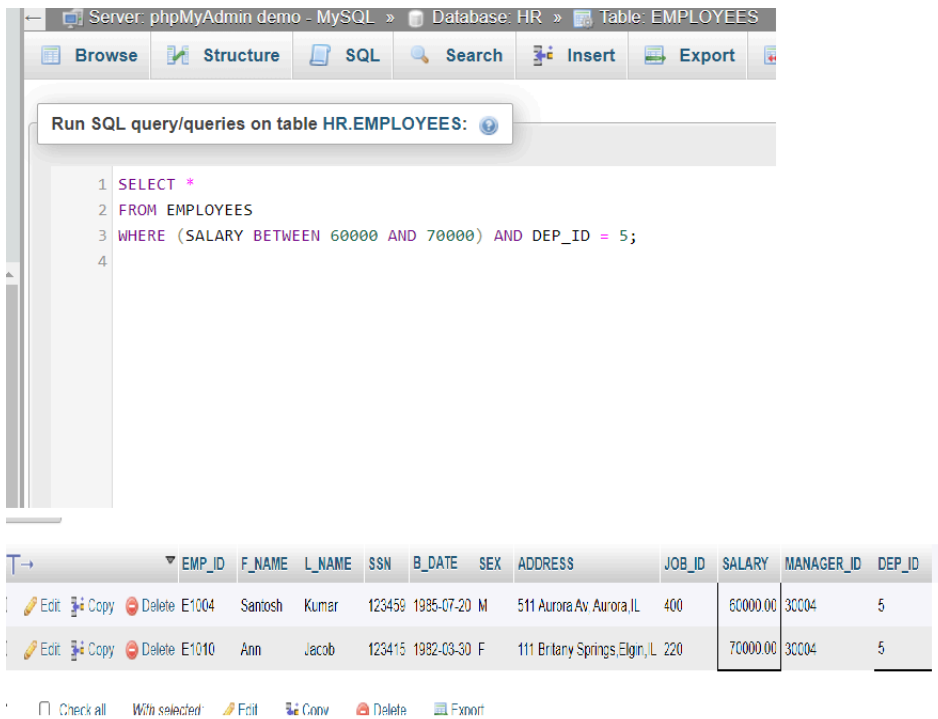 ← Server: phpMyAdmin demo - MySQL » Database: HR » Table: EMPLOYEES
Browse Structure SQL Search Insert Export
Run SQL query/queries on table HR.EMPLOYEES:
1 SELECT *
2 FROM EMPLOYEES
3 WHERE (SALARY BETWEEN 60000 AND 70000) AND DEP_ID = 5;
4
EMP_ID F_NAME L_NAME SSN B_DATE SEX ADDRESS JOB_ID SALARY MANAGER_ID DEP_ID
Edit Copy Delete E1004 Santosh Kumar 123459 1985-07-20 M 511 Aurora Av, Aurora,IL 400 60000.00 30004 5
Edit Copy Delete E1010 Ann Jacob 123415 1982-03-30 F 111 Britany Springs,Elgin,IL 220 70000.00 30004 5
Check all With selected: Edit Copy Delete Export